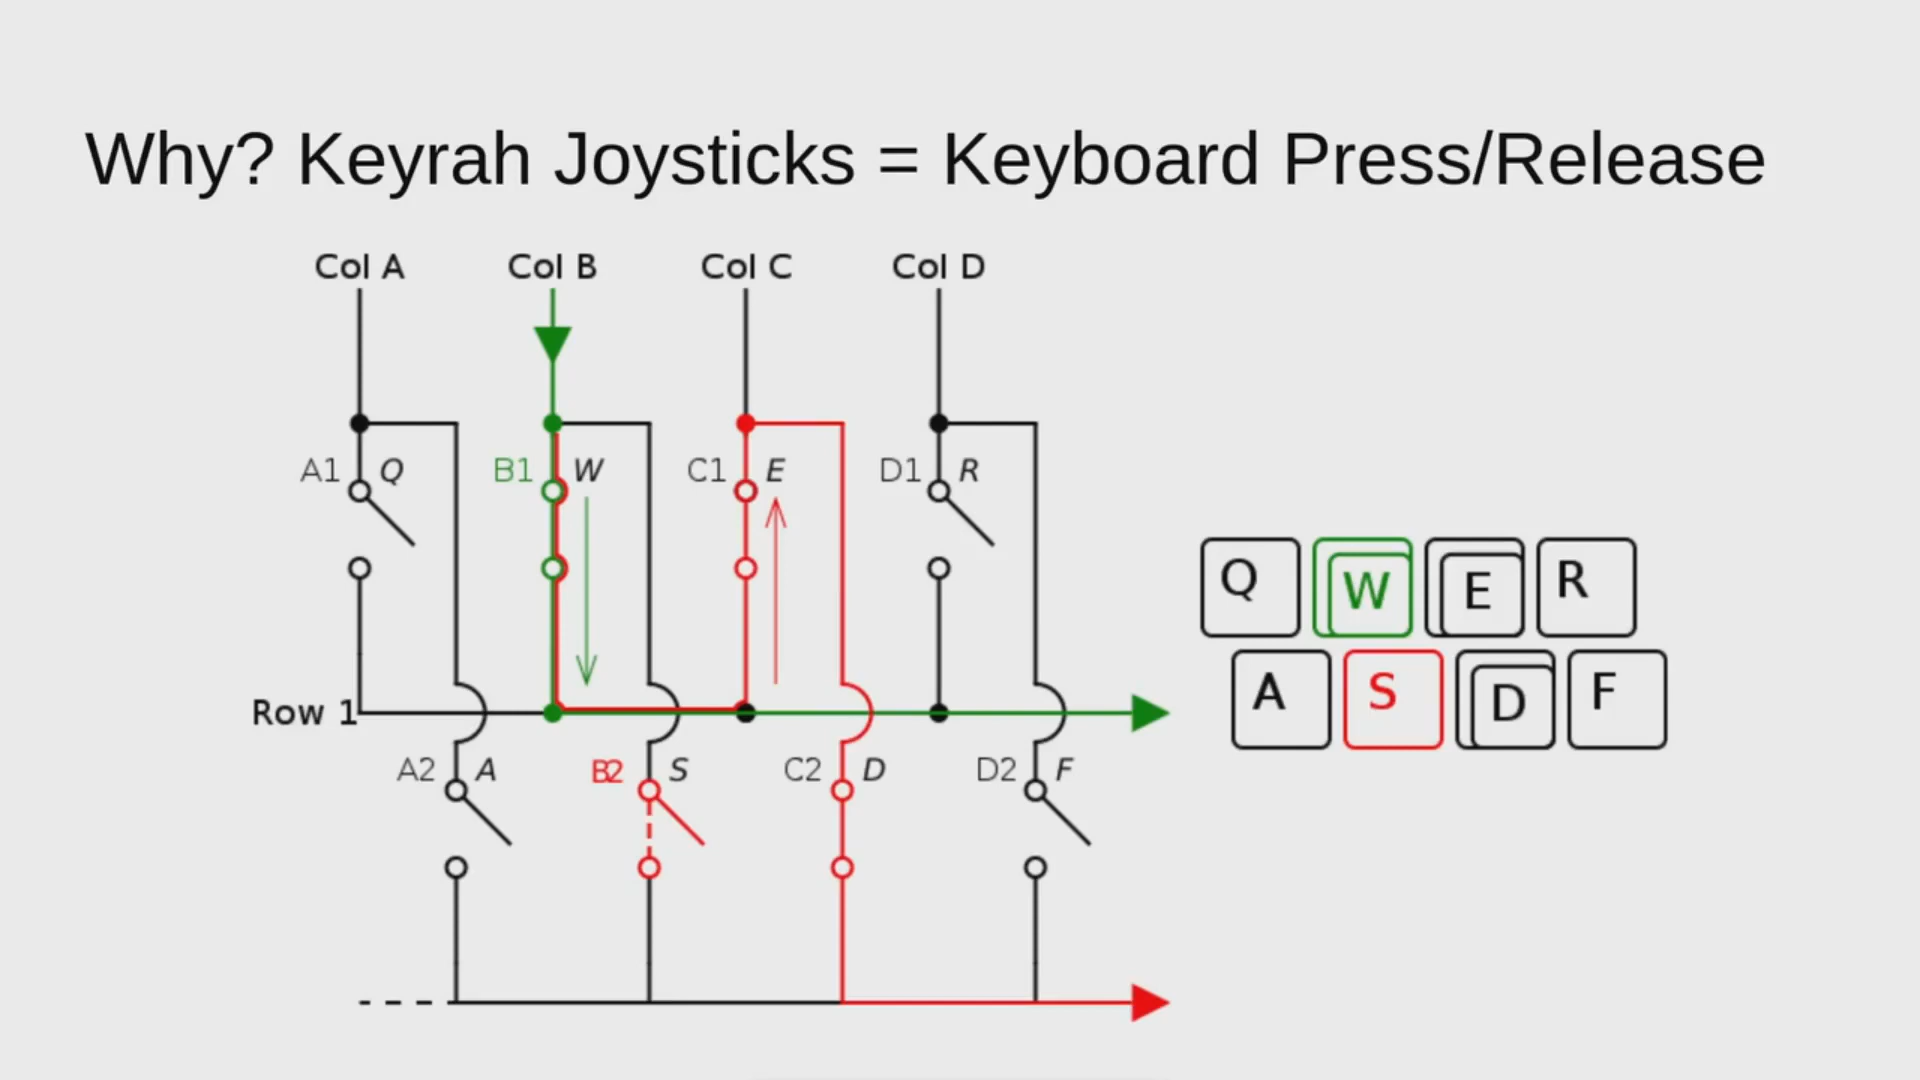 Why? Keyrah Joysticks = Keyboard Press/Release
Col A Col B Col C Col D
A1 Q B1 W C1 E D1 R
Q W E R
A S D F
Row 1
A2 A B2 S C2 D D2 F